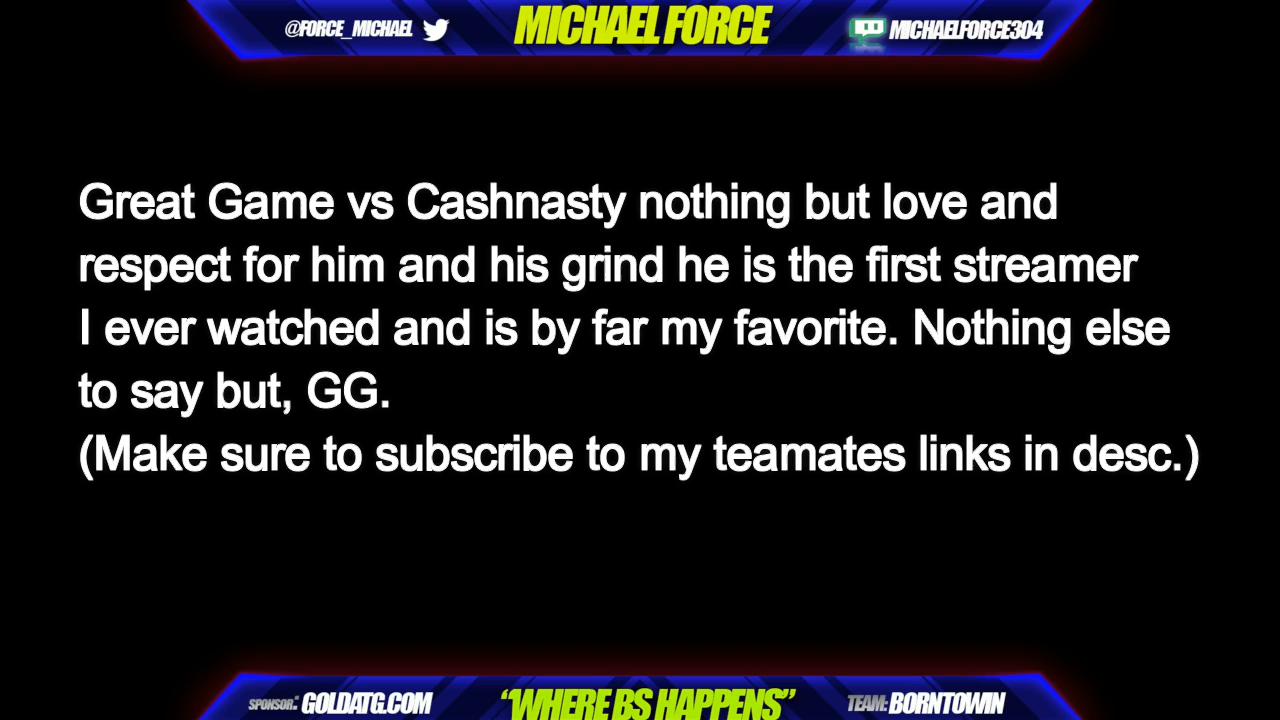 @FORCE_MICHAEL
MICHAEL FORCE
MICHAELFORCE304
Great Game vs Cashnasty nothing but love and
respect for him and his grind he is the first streamer
I ever watched and is by far my favorite. Nothing else
to say but, GG.
(Make sure to subscribe to my teamates links in desc.)
SPONSOR: GOLDATG.COM
“WHERE BS HAPPENS”
TEAM: BORNTOWIN